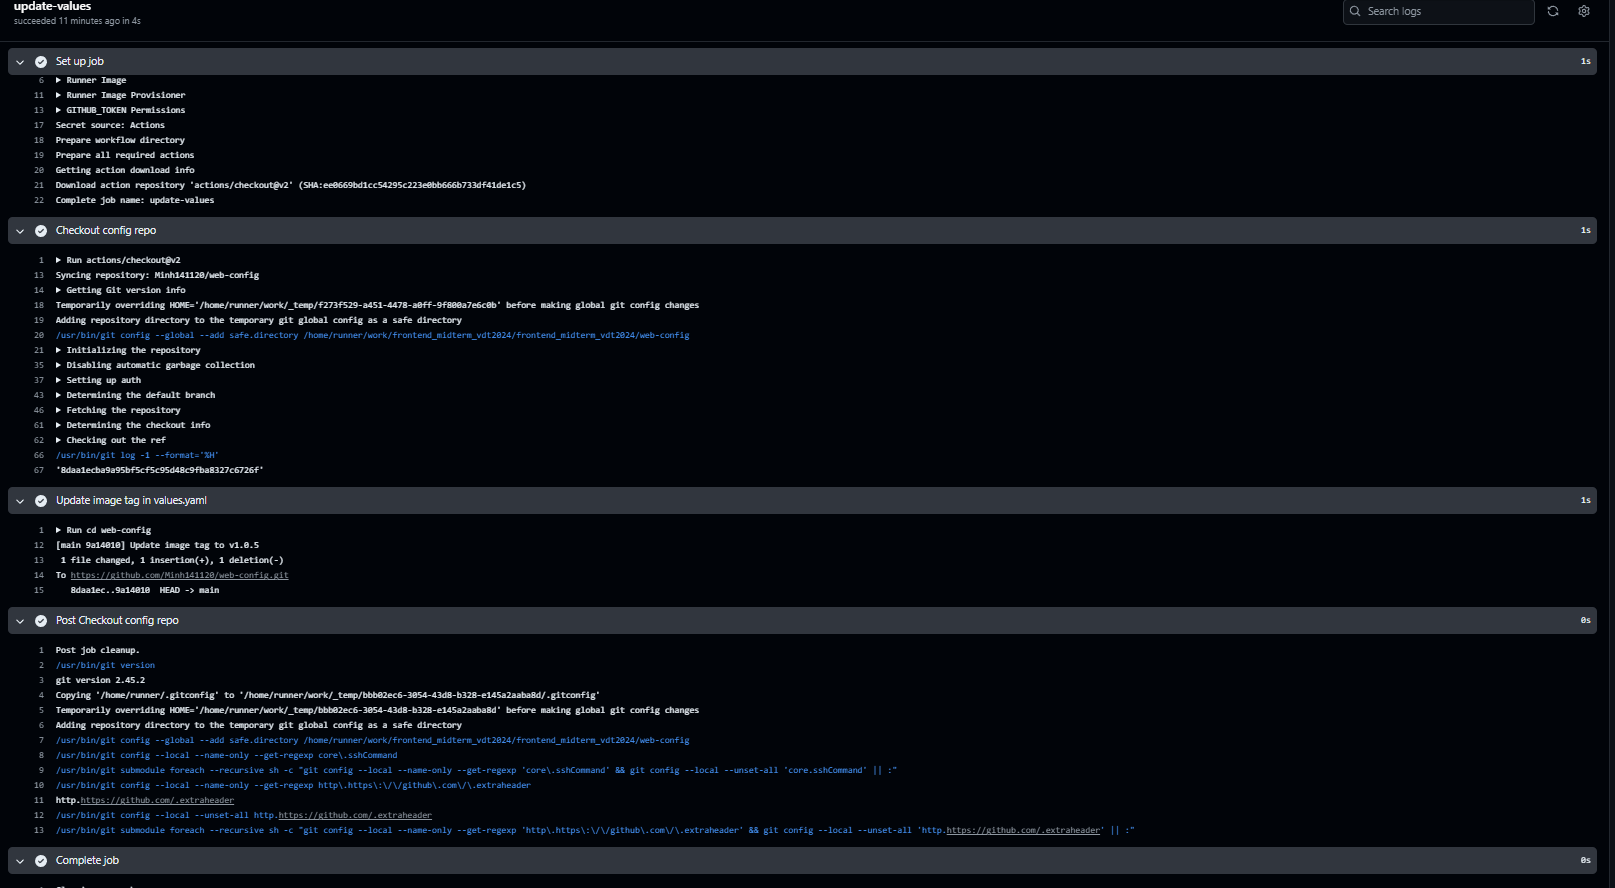 update-values
succeeded 11 minutes ago in 4s
Search logs
Set up job 1s
6 Runner Image
11 Runner Image Provisioner
13 GITHUB_TOKEN Permissions
17 Secret source: Actions
18 Prepare workflow directory
19 Prepare all required actions
20 Getting action download info
21 Download action repository 'actions/checkout@v2' (SHA:ee0669bd1cc54295c223e0bb666b733df41de1c5)
22 Complete job name: update-values
Checkout config repo 1s
1 Run actions/checkout@v2
13 Syncing repository: Minh141120/web-config
14 Getting Git version info
18 Temporarily overriding HOME='/home/runner/work/_temp/f273f529-a451-4478-a0ff-9f800a7e6c0b' before making global git config changes
19 Adding repository directory to the temporary git global config as a safe directory
20 /usr/bin/git config --global --add safe.directory /home/runner/work/frontend_midterm_vdt2024/frontend_midterm_vdt2024/web-config
21 Initializing the repository
35 Disabling automatic garbage collection
37 Setting up auth
43 Determining the default branch
46 Fetching the repository
61 Determining the checkout info
62 Checking out the ref
66 /usr/bin/git log -1 --format='%H'
67 '8daa1ecba9a95bf5cf5c95d48c9fba8327c6726f'
Update image tag in values.yaml 1s
1 Run cd web-config
12 [main 9a14010] Update image tag to v1.0.5
13 1 file changed, 1 insertion(+), 1 deletion(-)
14 To https://github.com/Minh141120/web-config.git
15 8daa1ec..9a14010 HEAD -> main
Post Checkout config repo 0s
1 Post job cleanup.
2 /usr/bin/git version
3 git version 2.45.2
4 Copying '/home/runner/.gitconfig' to '/home/runner/work/_temp/bbb02ec6-3054-43d8-b328-e145a2aaba8d/.gitconfig'
5 Temporarily overriding HOME='/home/runner/work/_temp/bbb02ec6-3054-43d8-b328-e145a2aaba8d' before making global git config changes
6 Adding repository directory to the temporary git global config as a safe directory
7 /usr/bin/git config --global --add safe.directory /home/runner/work/frontend_midterm_vdt2024/frontend_midterm_vdt2024/web-config
8 /usr/bin/git config --local --name-only --get-regexp core\.sshCommand
9 /usr/bin/git submodule foreach --recursive sh -c "git config --local --name-only --get-regexp 'core\.sshCommand' && git config --local --unset-all 'core.sshCommand' || :"
10 /usr/bin/git config --local --name-only --get-regexp http\.https\:\/\/github\.com\/\.extraheader
11 http.https://github.com/.extraheader
12 /usr/bin/git config --local --unset-all http.https://github.com/.extraheader
13 /usr/bin/git submodule foreach --recursive sh -c "git config --local --name-only --get-regexp 'http\.https\:\/\/github\.com\/\.extraheader' && git config --local --unset-all 'http.https://github.com/.extraheader' || :"
Complete job 0s